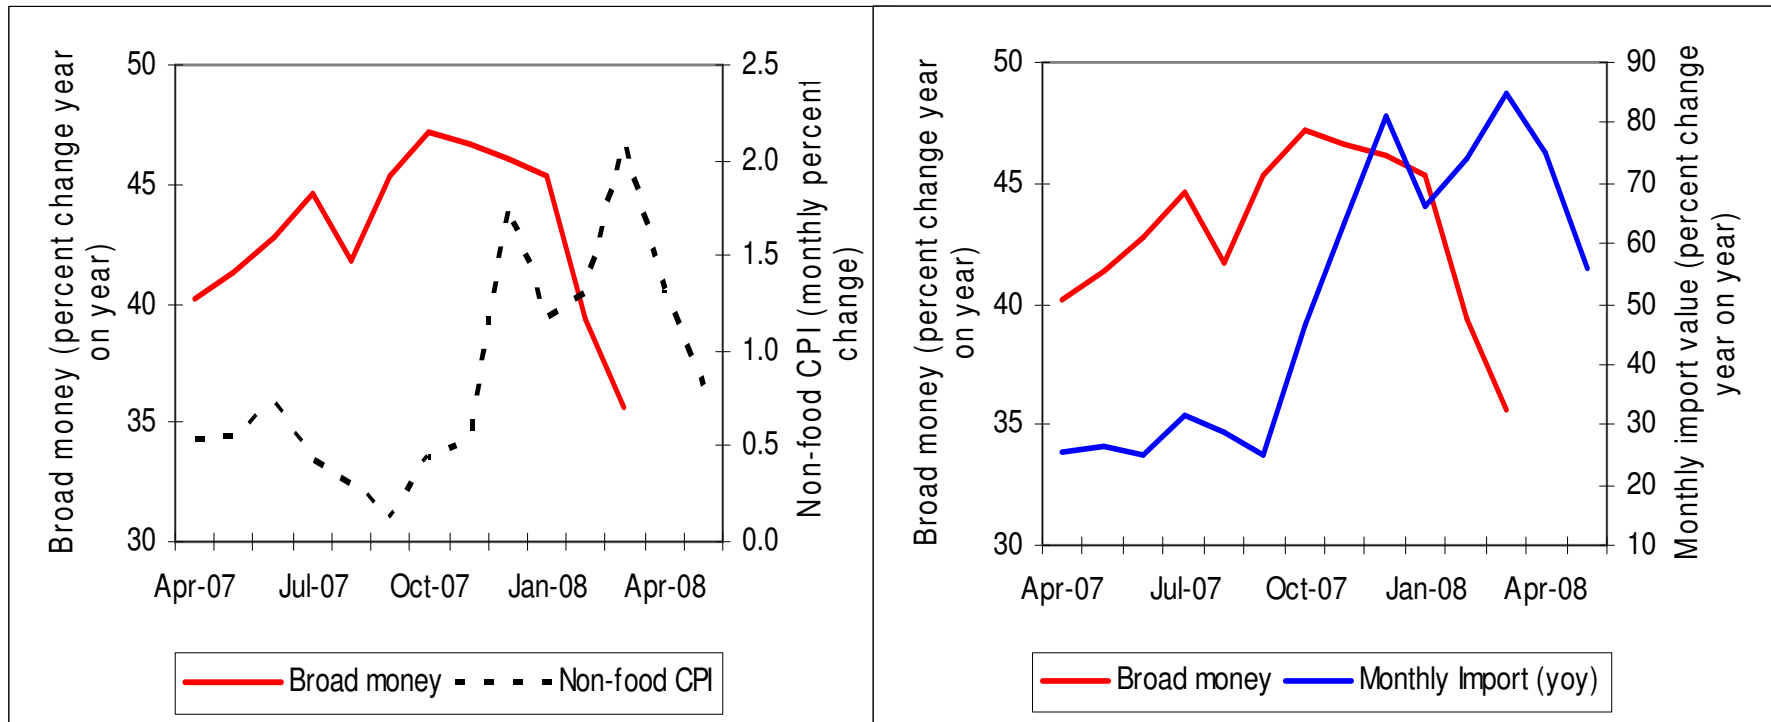 Broad money (percent change year
on year)
50
45
40
35
30
2.5
2.0
1.5
1.0
0.5
0.0
Non-food CPI (monthly percent
change)
Apr-07 Jul-07 Oct-07 Jan-08 Apr-08
Broad money Non-food CPI
Broad money (percent change year
on year)
50
45
40
35
30
90
80
70
60
50
40
30
20
10
Monthly import value (percent change
year on year)
Apr-07 Jul-07 Oct-07 Jan-08 Apr-08
Broad money Monthly Import (yoy)